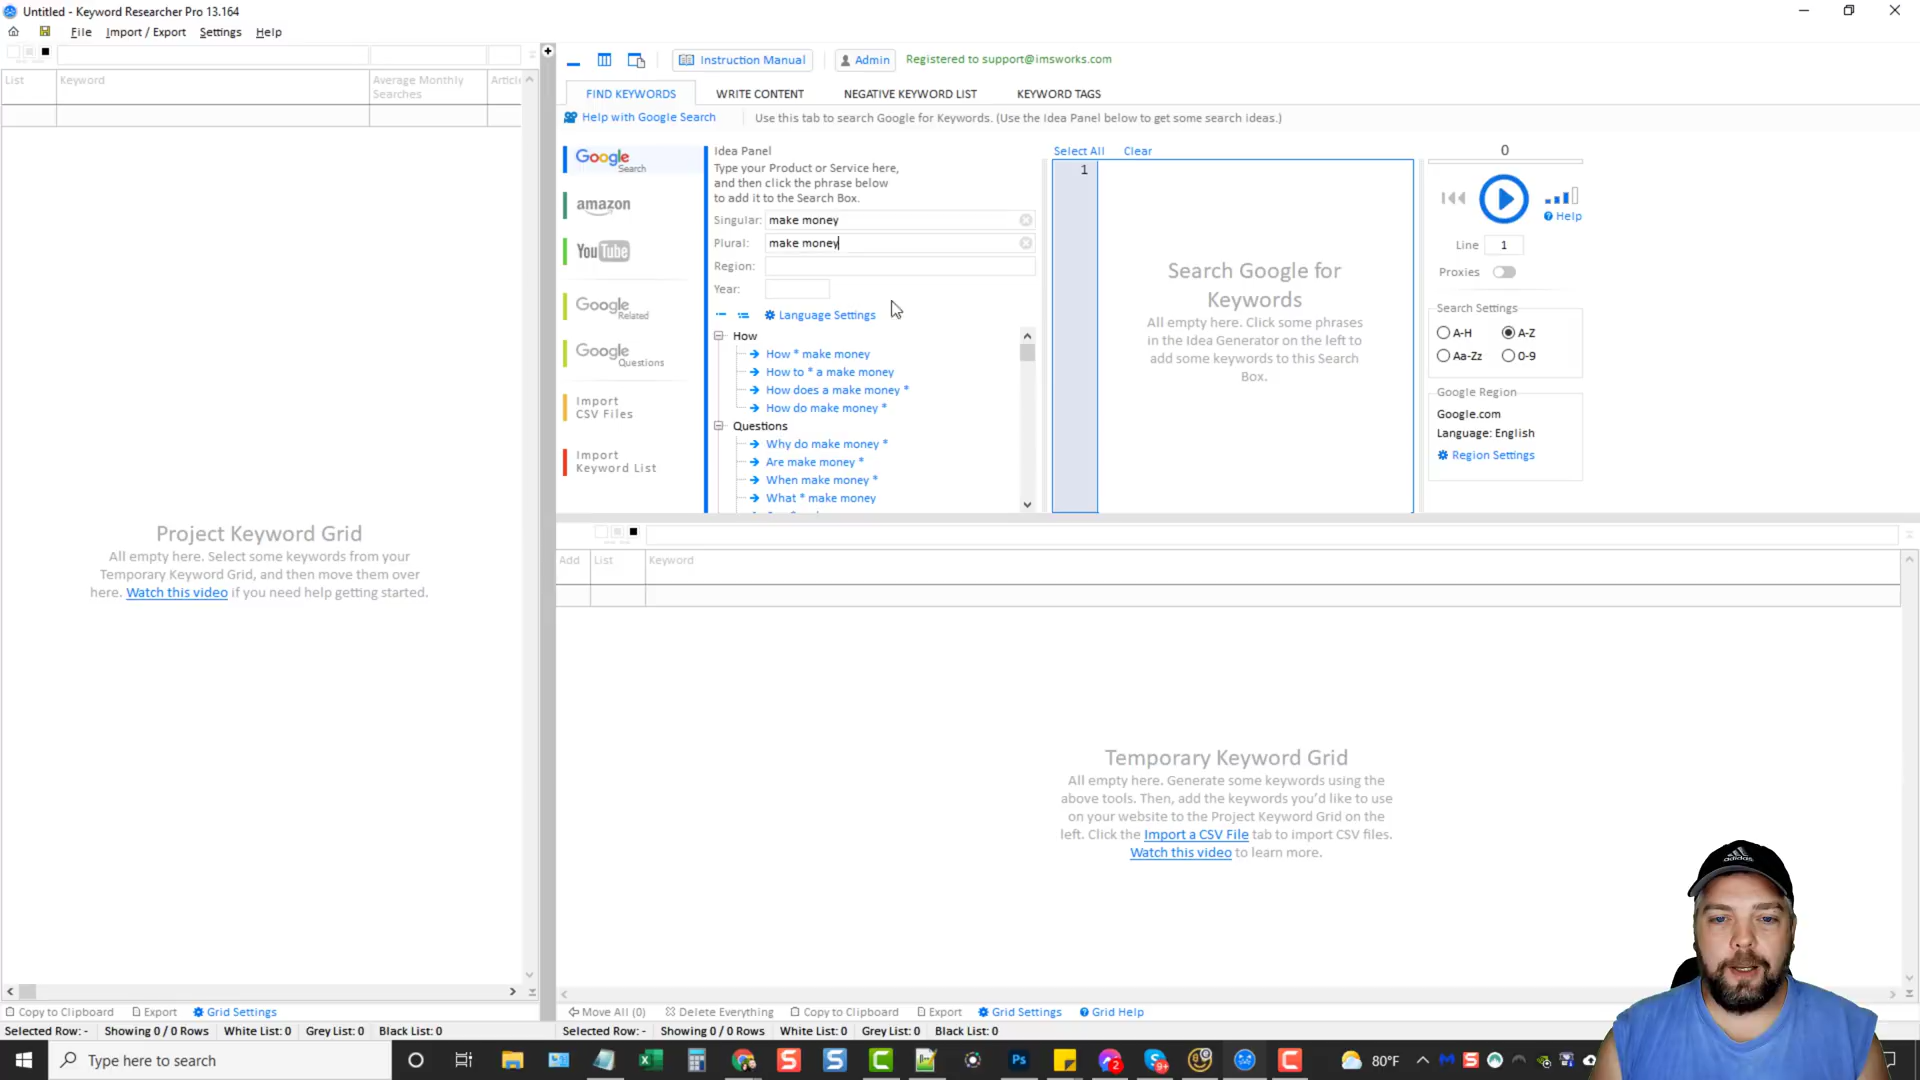 Untitled - Keyword Researcher Pro 13.164
File Import / Export Settings Help
List Keyword Average Monthly Searches
Project Keyword Grid
All empty here. Select some keywords from your
Temporary Keyword Grid, and then move them over
here. Watch this video if you need help getting started.
Copy to Clipboard Export Grid Settings
Selected Row: - Showing 0 / 0 Rows White List: 0 Grey List: 0 Black List: 0
Instruction Manual Admin Registered to support@imsworks.com
FIND KEYWORDS WRITE CONTENT NEGATIVE KEYWORD LIST KEYWORD TAGS
Help with Google Search Use this tab to search Google for Keywords. (Use the Idea Panel below to get some search ideas.)
Google Search
amazon
YouTube
Google Related
Google Questions
Import
CSV Files
Import
Keyword List
Idea Panel
Type your Product or Service here,
and then click the phrase below
to add it to the Search Box.
Singular: make money
Plural: make money
Region:
Year:
Language Settings
How
How * make money
How to * a make money
How does a make money *
How do make money *
Questions
Why do make money *
Are make money *
When make money *
What * make money
Select All Clear
1
Search Google for
Keywords
All empty here. Click some phrases
in the Idea Generator on the left to
add some keywords to this Search
Box.
0
Help
Line 1
Proxies
Search Settings
A-H A-Z
Aa-Zz 0-9
Google Region
Google.com
Language: English
Region Settings
Add List Keyword
Temporary Keyword Grid
All empty here. Generate some keywords using the
above tools. Then, add the keywords you'd like to use
on your website to the Project Keyword Grid on the
left. Click the Import a CSV File tab to import CSV files.
Watch this video to learn more.
Move All (0) Delete Everything Copy to Clipboard Export Grid Settings Grid Help
Selected Row: - Showing 0 / 0 Rows White List: 0 Grey List: 0 Black List: 0
Type here to search
80°F
adidas